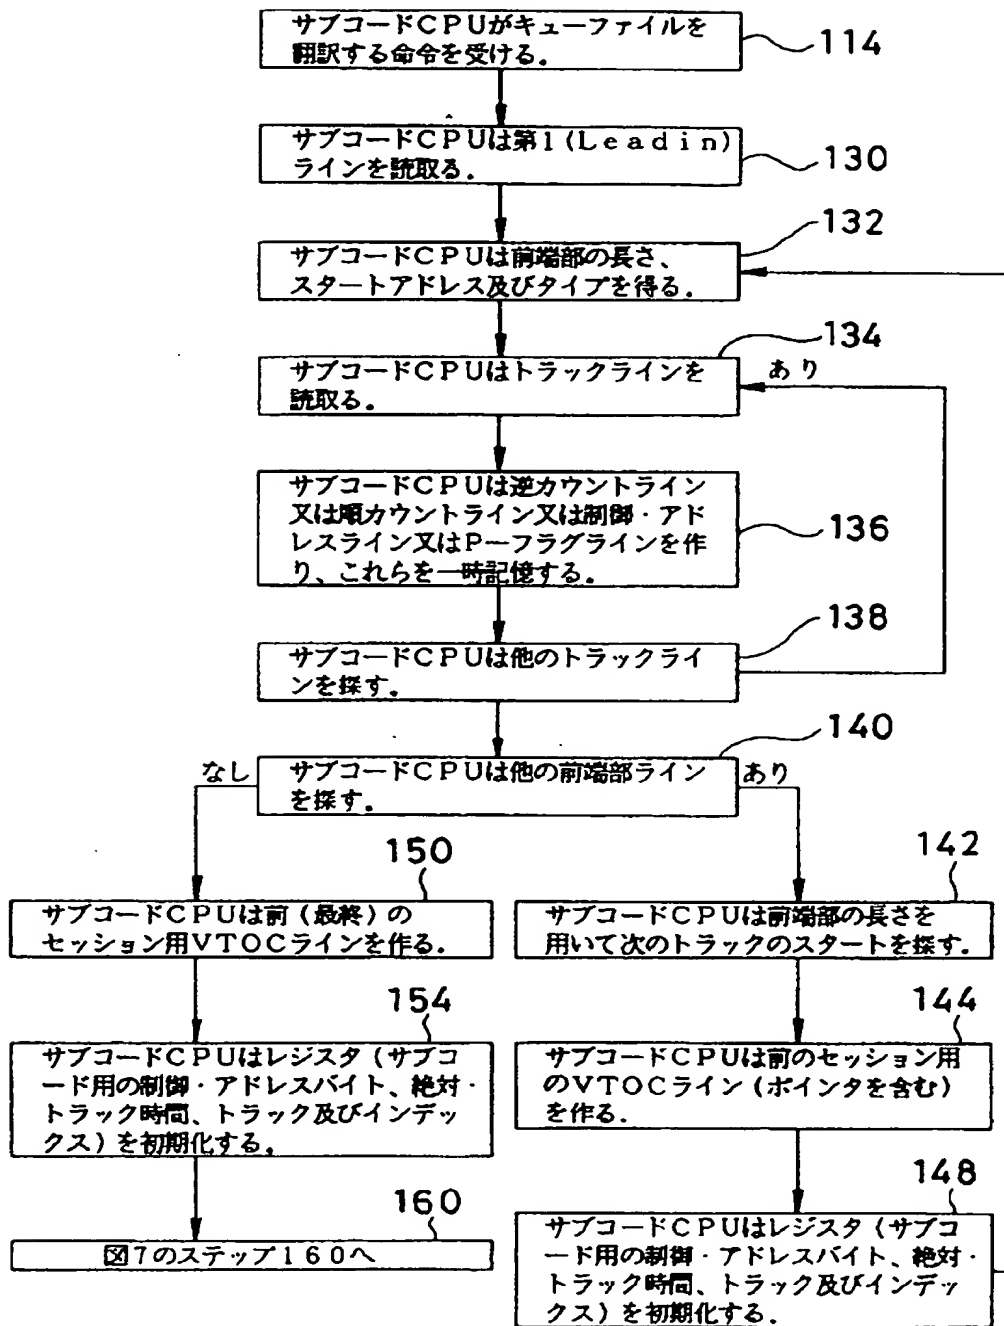 サブコードCPUがキューファイルを
翻訳する命令を受ける.
114
サブコードCPUは第1(Leadin)
ラインを読取る.
130
132
サブコードCPUは前端部の長さ、
スタートアドレス及びタイプを得る.
134
サブコードCPUはトラックラインを
読取る.
あり
サブコードCPUは逆カウントライン
又は順カウントライン又は制御・アド
レスライン又はP-フラグラインを作
り、これらを一時記憶する.
136
138
サブコードCPUは他のトラックライ
ンを探す.
140
なし
サブコードCPUは他の前端部ライン
を探す.
あり
150
サブコードCPUは前(最終)の
セッション用VTOCラインを作る.
154
サブコードCPUはレジスタ(サブコ
ード用の制御・アドレスバイト、絶対・
トラック時間、トラック及びインデッ
クス)を初期化する.
160
図7のステップ160へ
142
サブコードCPUは前端部の長さを
用いて次のトラックのスタートを探す.
144
サブコードCPUは前のセッション用
のVTOCライン(ポインタを含む)
を作る.
148
サブコードCPUはレジスタ(サブコ
ード用の制御・アドレスバイト、絶対・
トラック時間、トラック及びインデッ
クス)を初期化する.